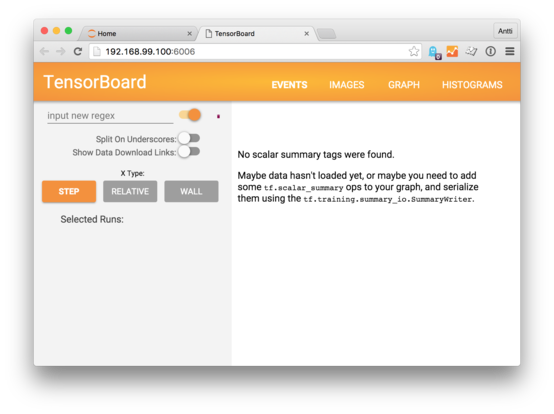 Home
TensorBoard
Antti
192.168.99.100:6006
TensorBoard
EVENTS
IMAGES
GRAPH
HISTOGRAMS
input new regex
Split On Underscores:
Show Data Download Links:
X Type:
STEP
RELATIVE
WALL
Selected Runs:
No scalar summary tags were found.
Maybe data hasn't loaded yet, or maybe you need to add
some tf.scalar_summary ops to your graph, and serialize
them using the tf.training.summary_io.SummaryWriter.